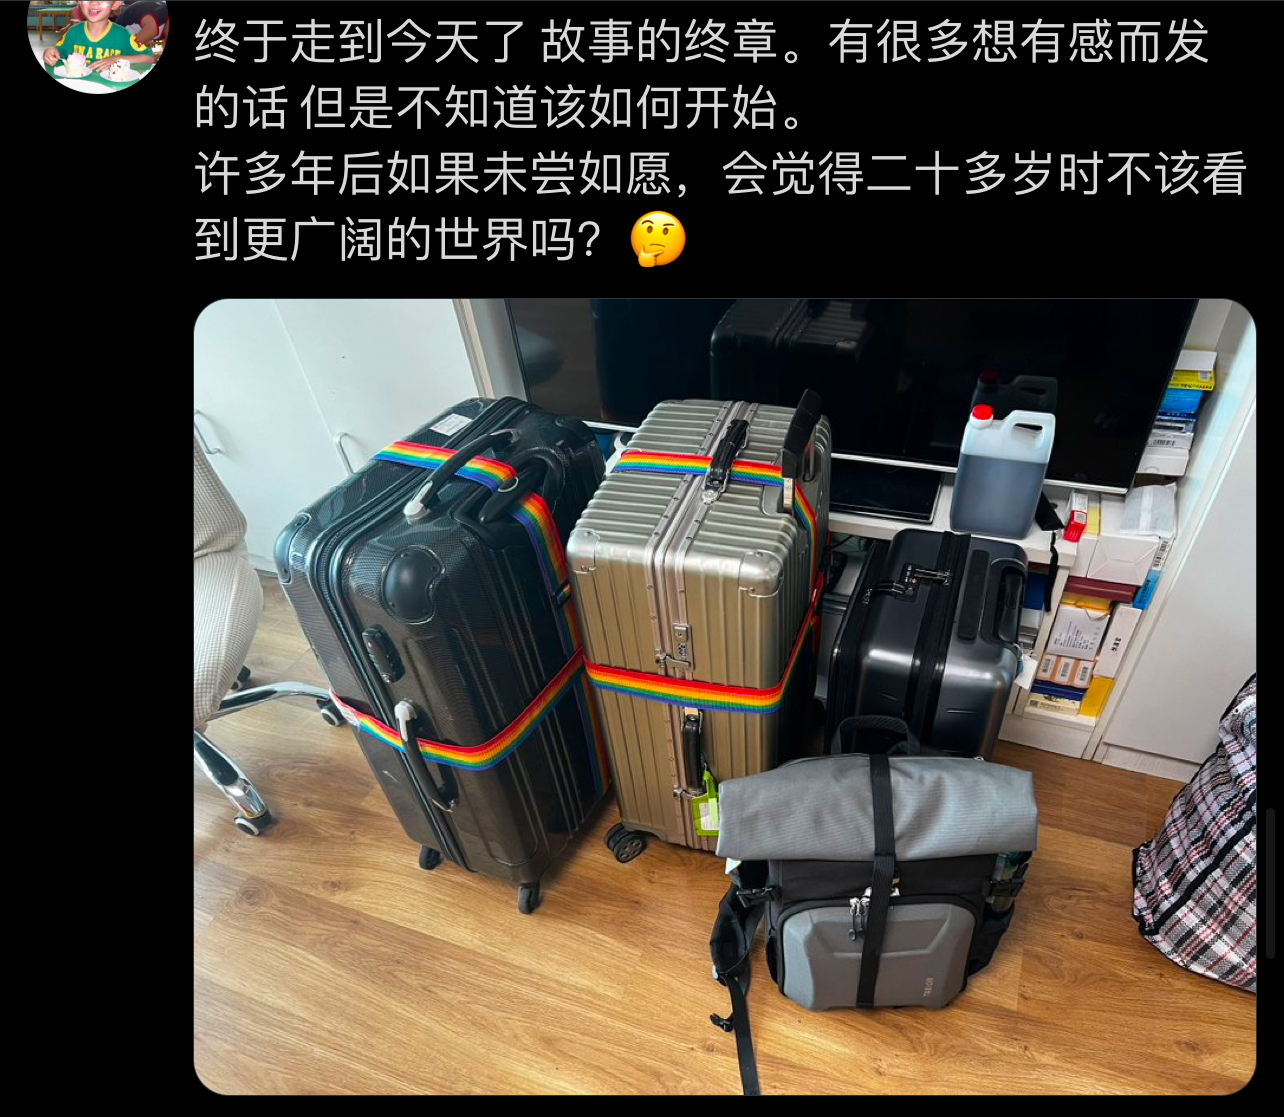 终于走到今天了 故事的终章。有很多想有感而发
的话 但是不知道该如何开始。
许多年后如果未尝如愿，会觉得二十多岁时不该看
到更广阔的世界吗？🤔